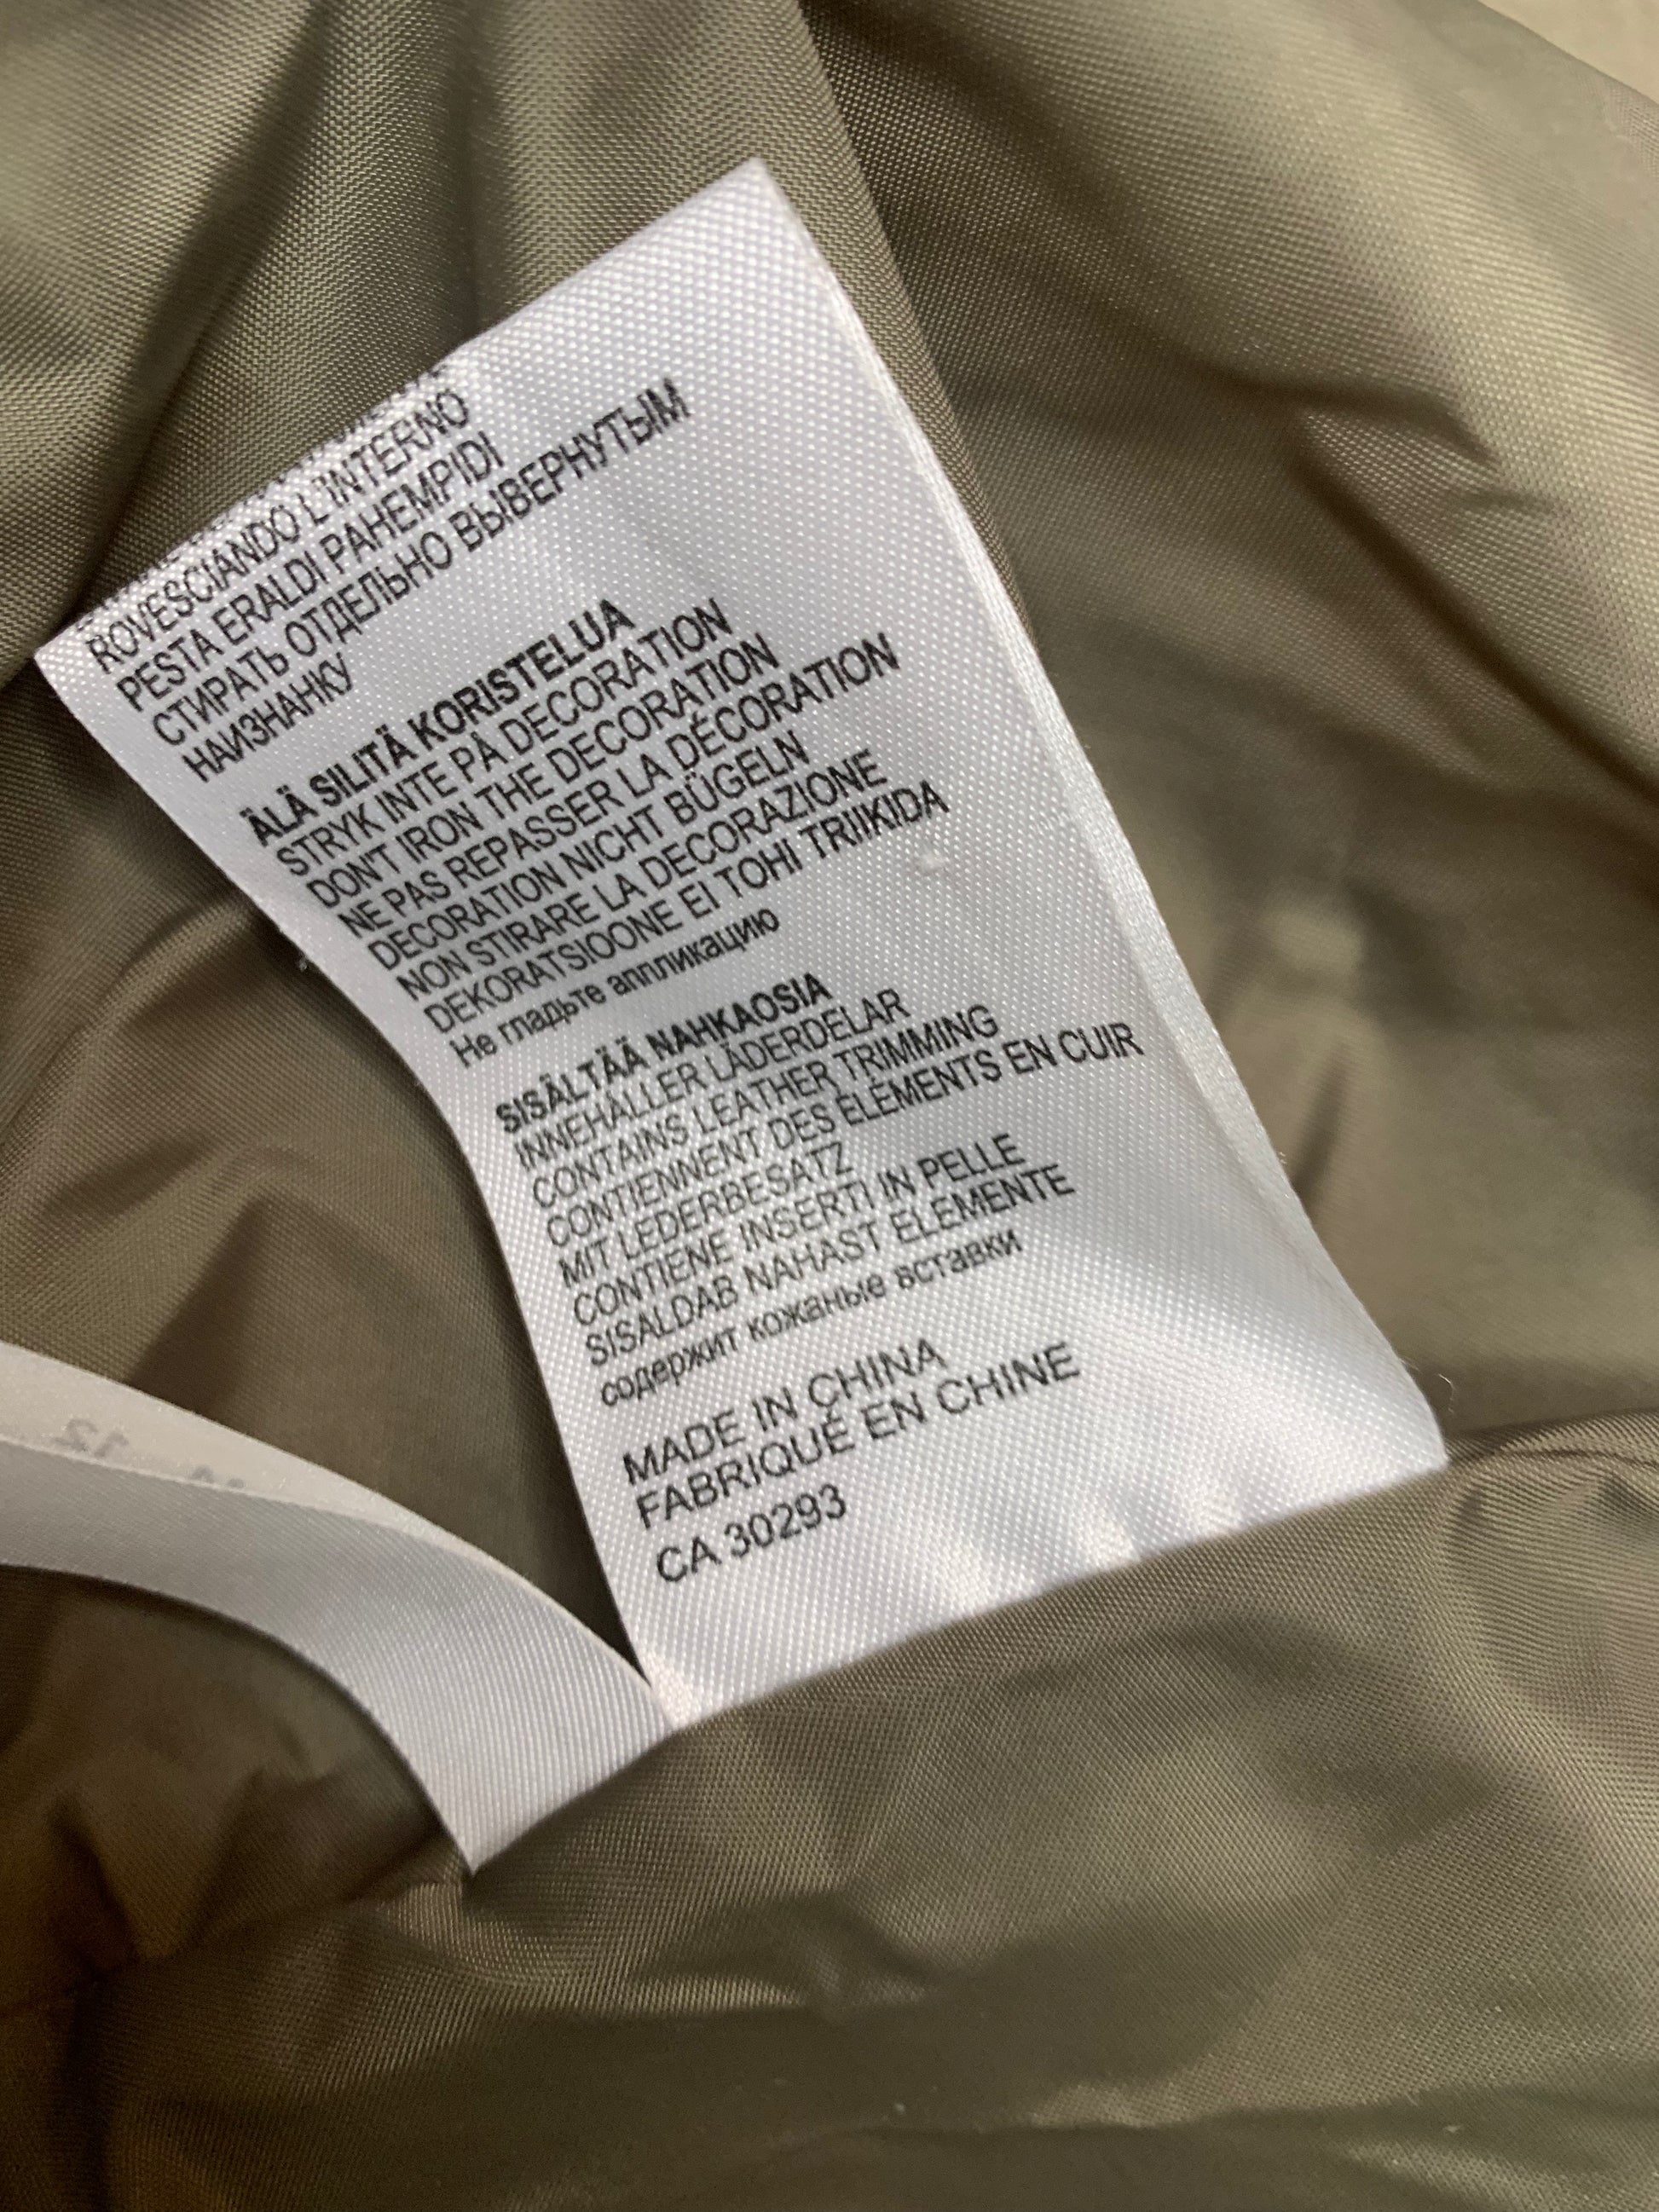 ROVESCIANDO L'INTERNO
PESTA ERALDI PAHEMPIDI
СТИРАТЬ ОТДЕЛЬНО ВЫВЕРНУТЫМ
НАИЗНАНКУ
ÄLÄ SILITÄ KORISTELUA
STRYK INTE PÅ DECORATION
DON'T IRON THE DECORATION
NE PAS REPASSER LA DÉCORATION
DECORATION NICHT BÜGELN
NON STIRARE LA DECORAZIONE
DEKORATSIOONE EI TOHI TRIIKIDA
Не гладьте аппликацию
SISÄLTÄÄ NAHKAOSIA
INNEHÅLLER LÄDERDELAR
CONTAINS LEATHER TRIMMING
CONTIENNENT DES ÉLÉMENTS EN CUIR
MIT LEDERBESATZ
CONTIENE INSERTI IN PELLE
SISALDAB NAHAST ELEMENTE
содержит кожаные вставки
MADE IN CHINA
FABRIQUÉ EN CHINE
CA 30293